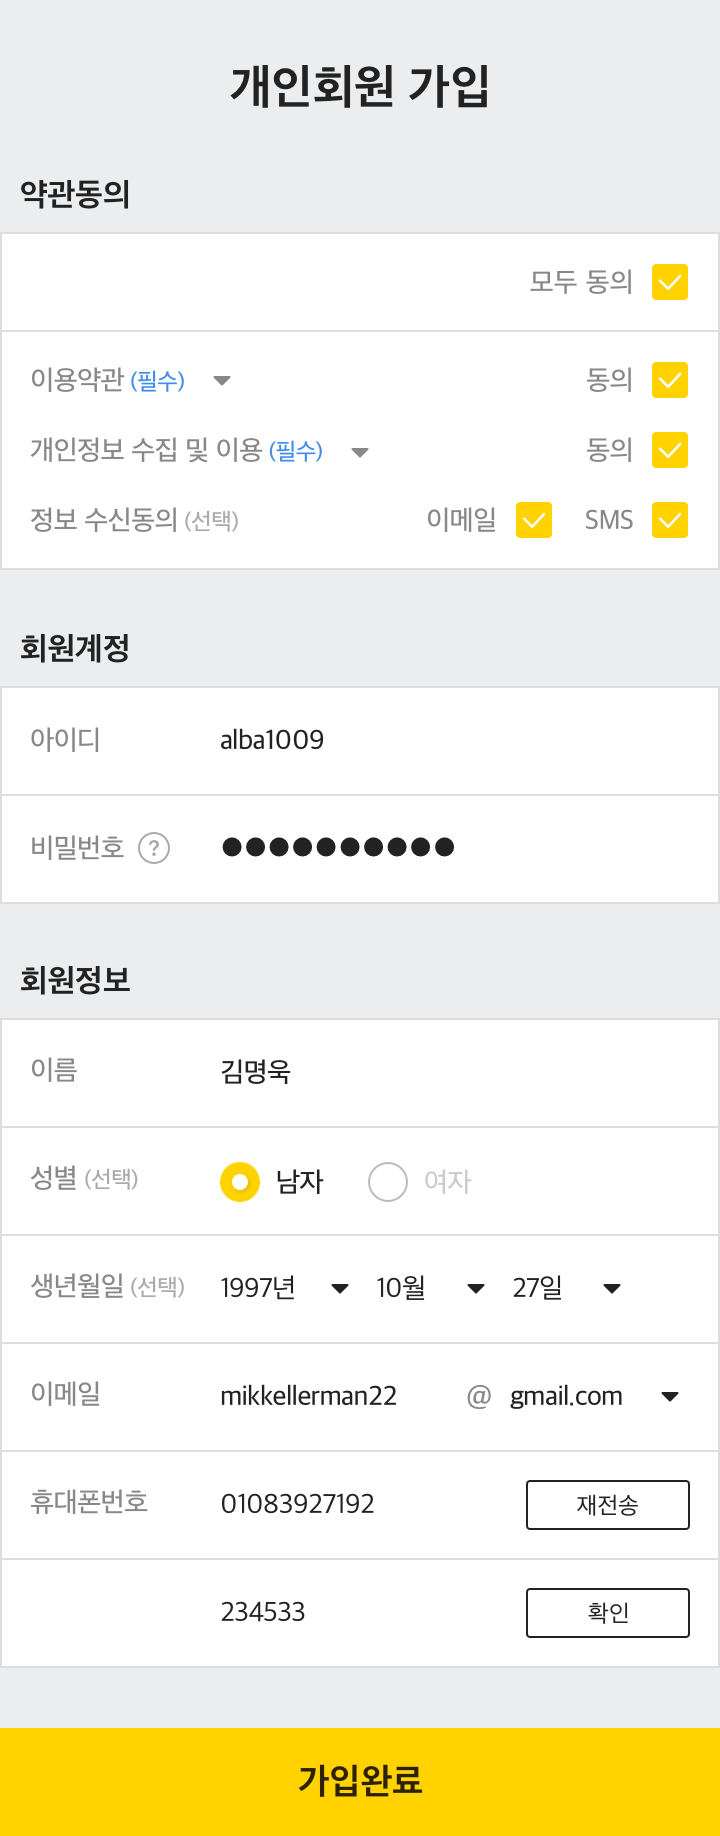 개인회원 가입
약관동의
모두 동의
이용약관 (필수) 동의
개인정보 수집 및 이용 (필수) 동의
정보 수신동의 (선택) 이메일 SMS
회원계정
아이디 alba1009
비밀번호 ? ●●●●●●●●●●
회원정보
이름 김명욱
성별 (선택) 남자 여자
생년월일 (선택) 1997년 10월 27일
이메일 mikkellerman22 @ gmail.com
휴대폰번호 01083927192 재전송
234533 확인
가입완료